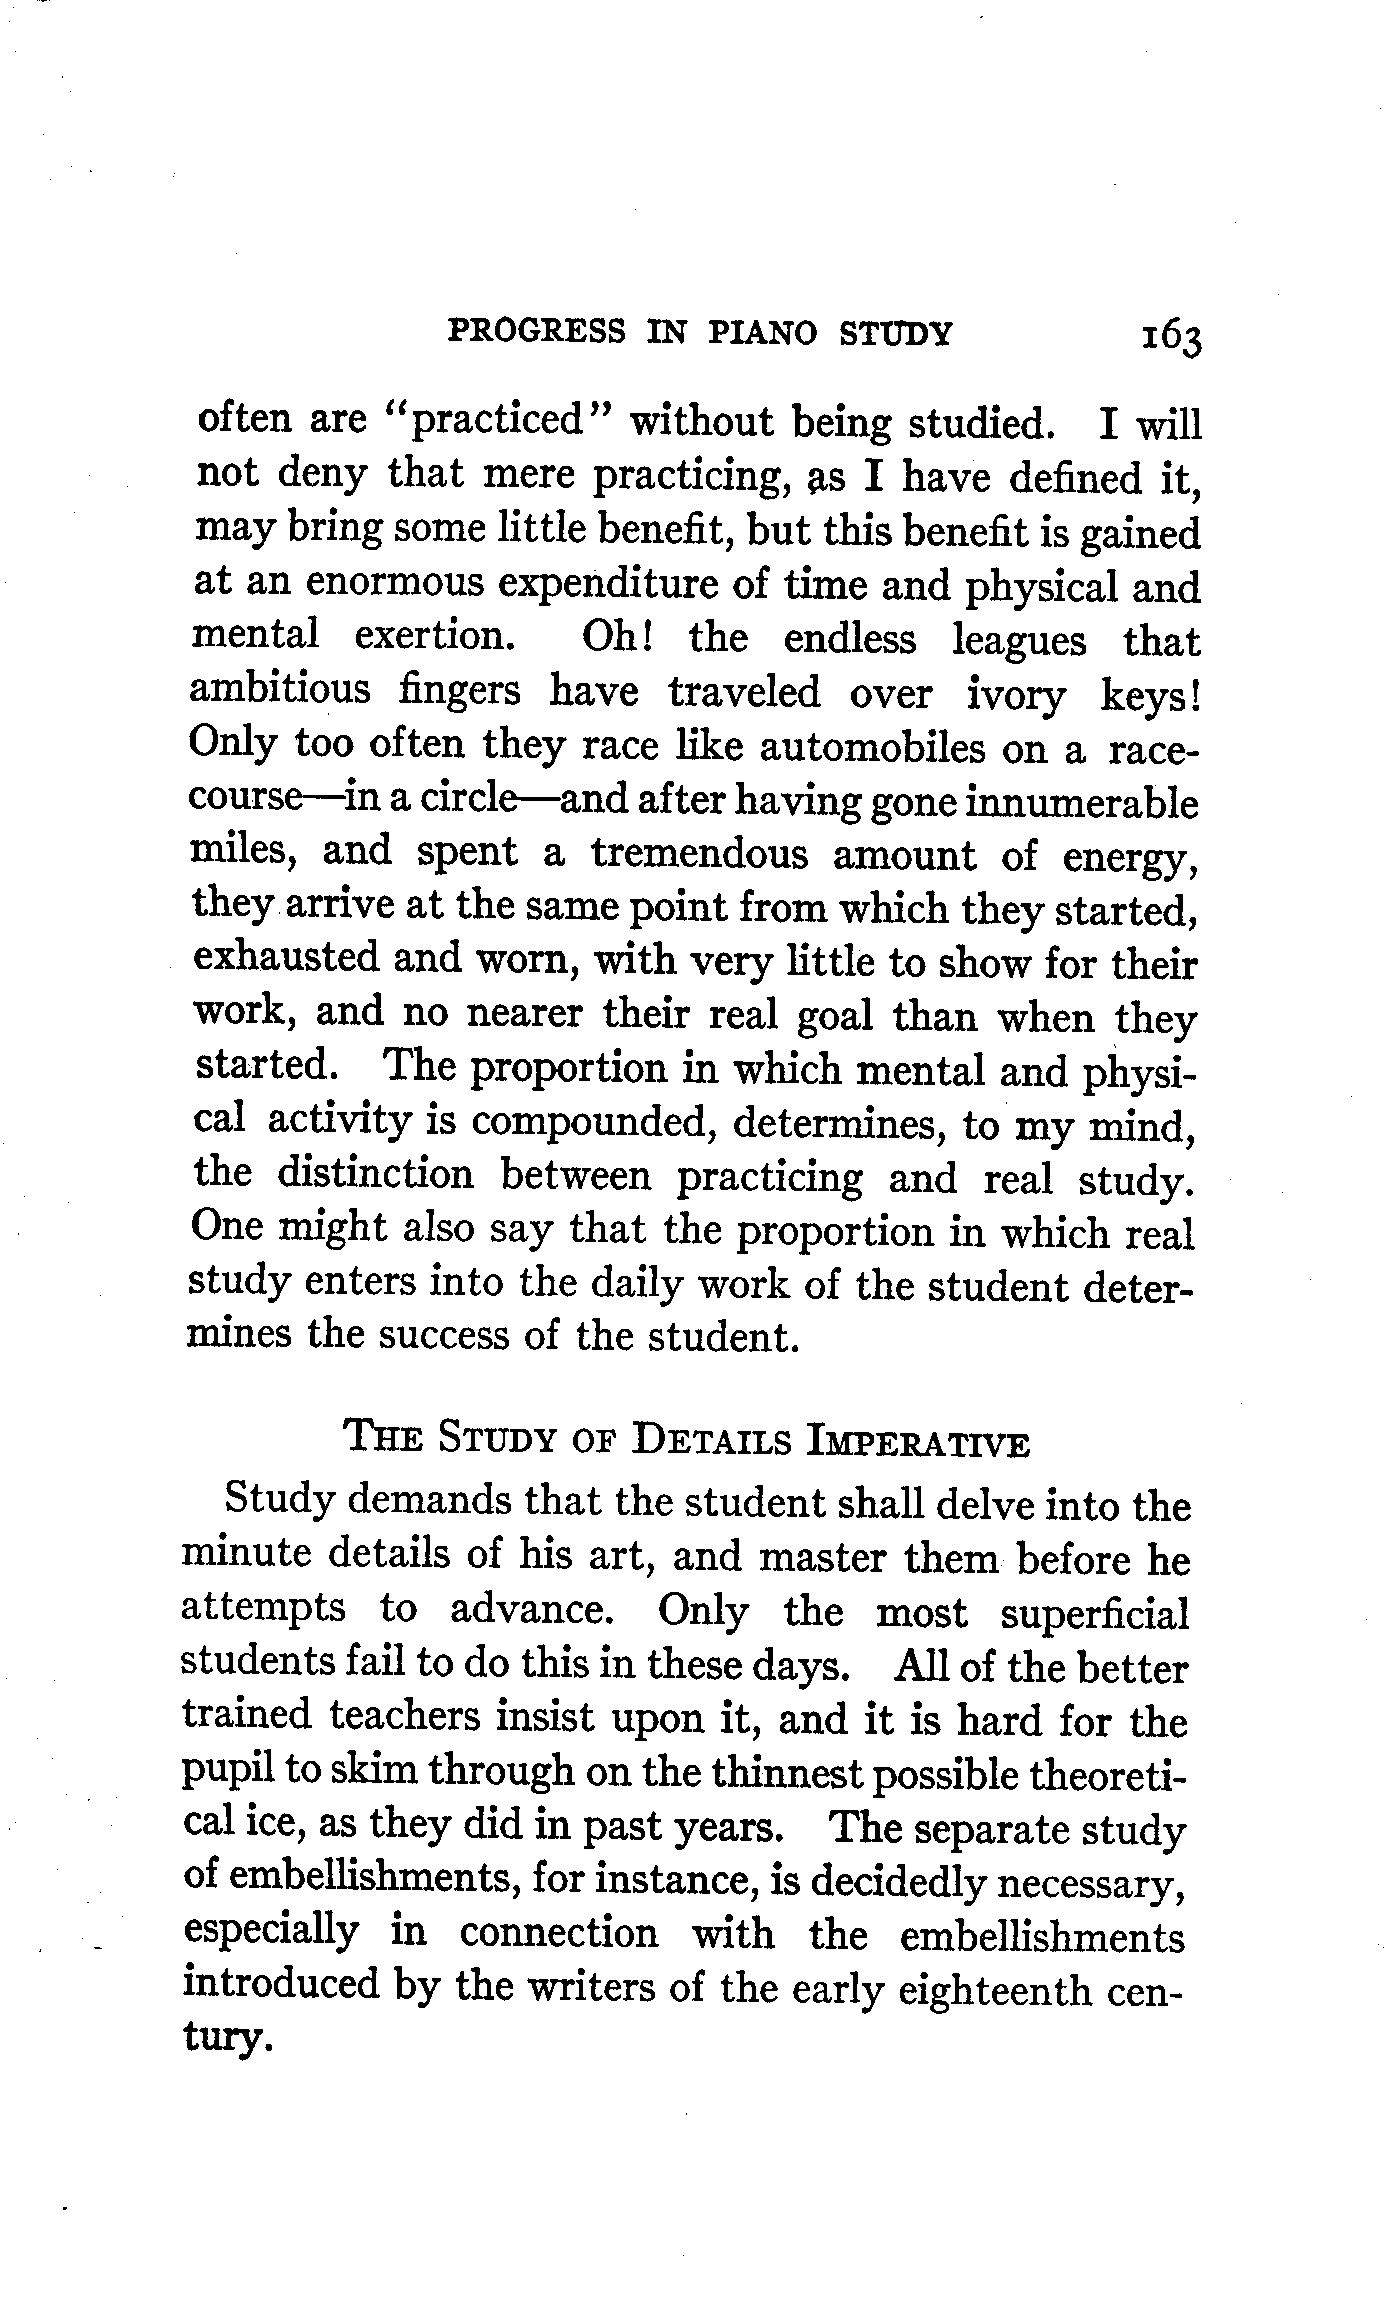 PROGRESS IN PIANO STUDY 163
often are "practiced" without being studied. I will
not deny that mere practicing, as I have defined it,
may bring some little benefit, but this benefit is gained
at an enormous expenditure of time and physical and
mental exertion. Oh! the endless leagues that
ambitious fingers have traveled over ivory keys!
Only too often they race like automobiles on a race-
course—in a circle—and after having gone innumerable
miles, and spent a tremendous amount of energy,
they arrive at the same point from which they started,
exhausted and worn, with very little to show for their
work, and no nearer their real goal than when they
started. The proportion in which mental and physi-
cal activity is compounded, determines, to my mind,
the distinction between practicing and real study.
One might also say that the proportion in which real
study enters into the daily work of the student deter-
mines the success of the student.
The Study of Details Imperative
Study demands that the student shall delve into the
minute details of his art, and master them before he
attempts to advance. Only the most superficial
students fail to do this in these days. All of the better
trained teachers insist upon it, and it is hard for the
pupil to skim through on the thinnest possible theoreti-
cal ice, as they did in past years. The separate study
of embellishments, for instance, is decidedly necessary,
especially in connection with the embellishments
introduced by the writers of the early eighteenth cen-
tury.